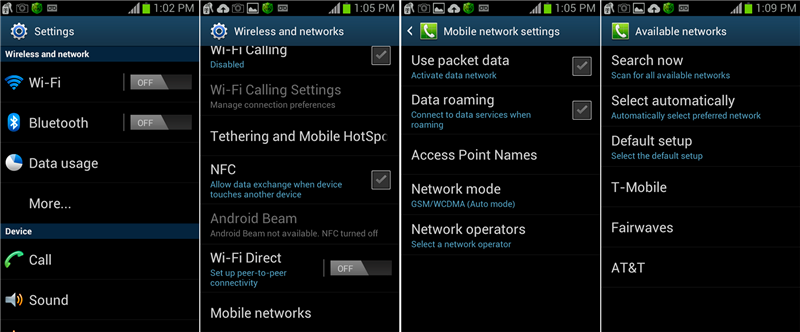 1:02 PM
Settings
Wireless and network
Wi-Fi
OFF
Bluetooth
OFF
Data usage
More...
Device
Call
Sound
1:05 PM
Wireless and networks
Wi-Fi Calling
Disabled
Wi-Fi Calling Settings
Manage connection preferences
Tethering and Mobile HotSpo
NFC
Allow data exchange when device
touches another device
Android Beam
Android Beam not available. NFC turned off
Wi-Fi Direct
Set up peer-to-peer
connectivity
OFF
Mobile networks
1:05 PM
Mobile network settings
Use packet data
Activate data network
Data roaming
Connect to data services when
roaming
Access Point Names
Network mode
GSM/WCDMA (Auto mode)
Network operators
Select a network operator
1:09 PM
Available networks
Search now
Scan for all available networks
Select automatically
Automatically select preferred network
Default setup
Select the default setup
T-Mobile
Fairwaves
AT&T